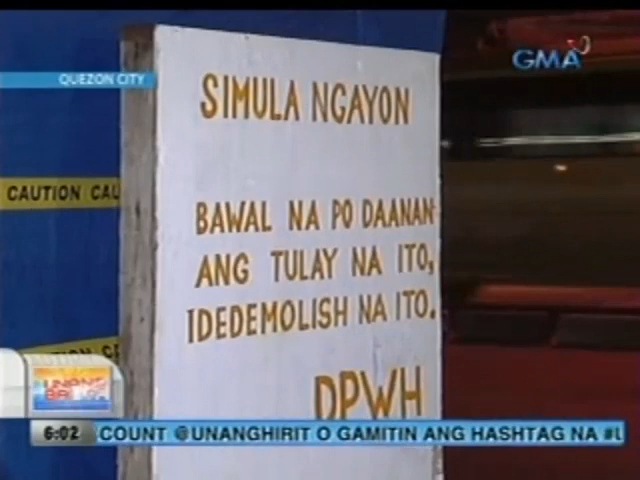 GMA
QUEZON CITY
SIMULA NGAYON
CAUTION CAU
BAWAL NA PO DAANAN
ANG TULAY NA ITO,
IDEDEMOLISH NA ITO.
DPWH
UNANG
6:02 COUNT @UNANGHIRIT O GAMITIN ANG HASHTAG NA #U